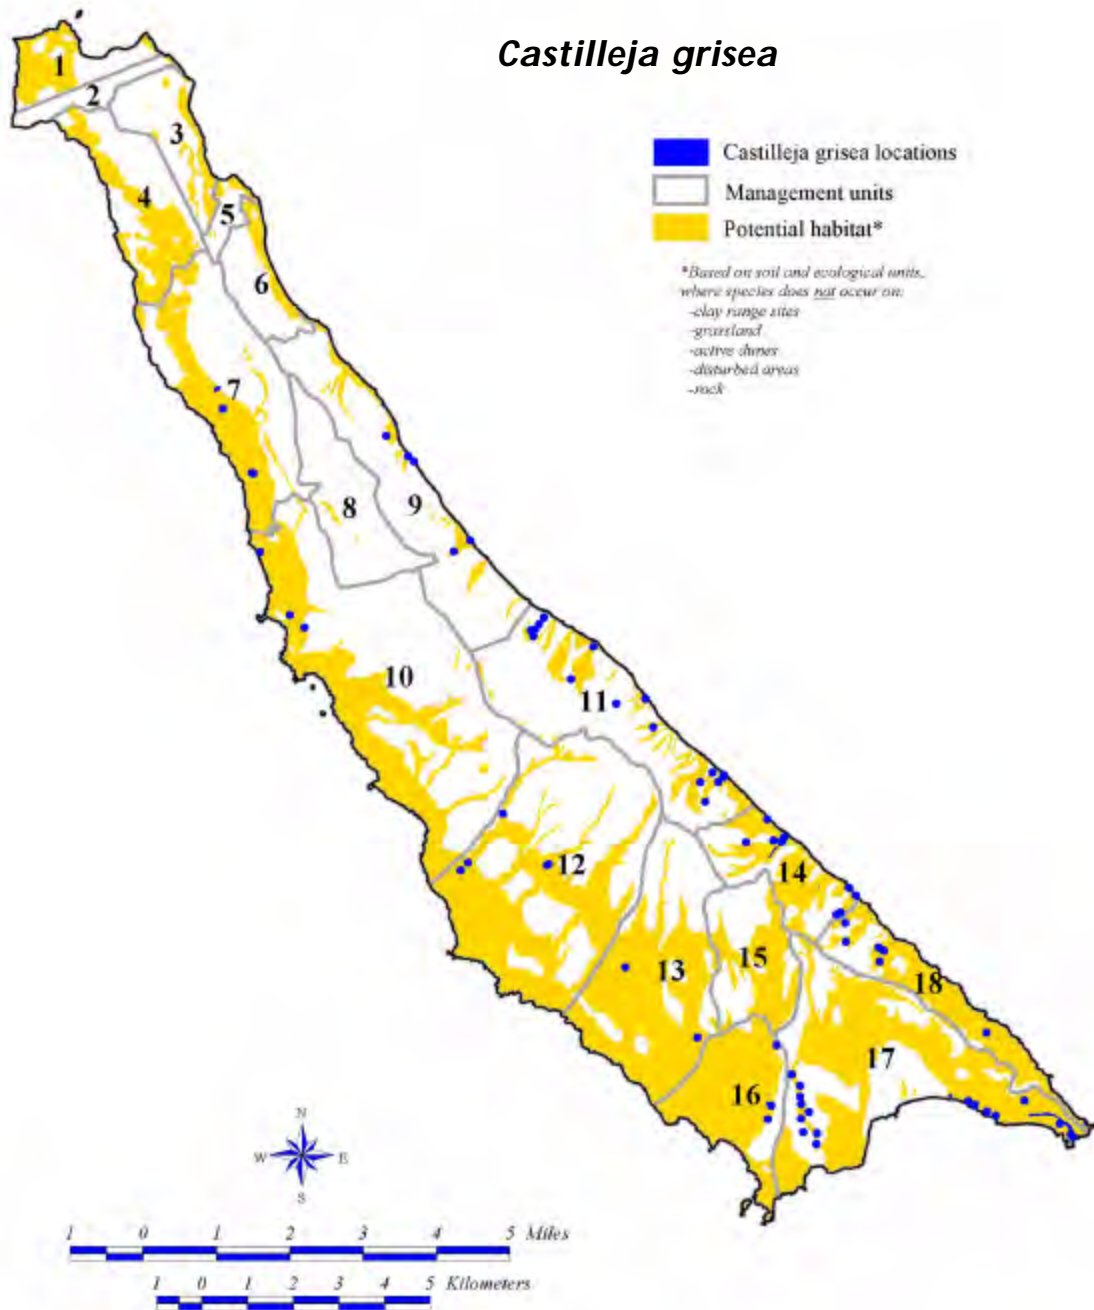 Castilleja grisea
Castilleja grisea locations
Management units
Potential habitat*
*Based on soil and ecological units,
where species does not occur on:
-clay range sites
-grassland
-active dunes
-disturbed areas
-rock
1
2
3
4
5
6
7
8
9
10
11
12
13
14
15
16
17
18
N
W E
S
1 0 1 2 3 4 5 Miles
1 0 1 2 3 4 5 Kilometers